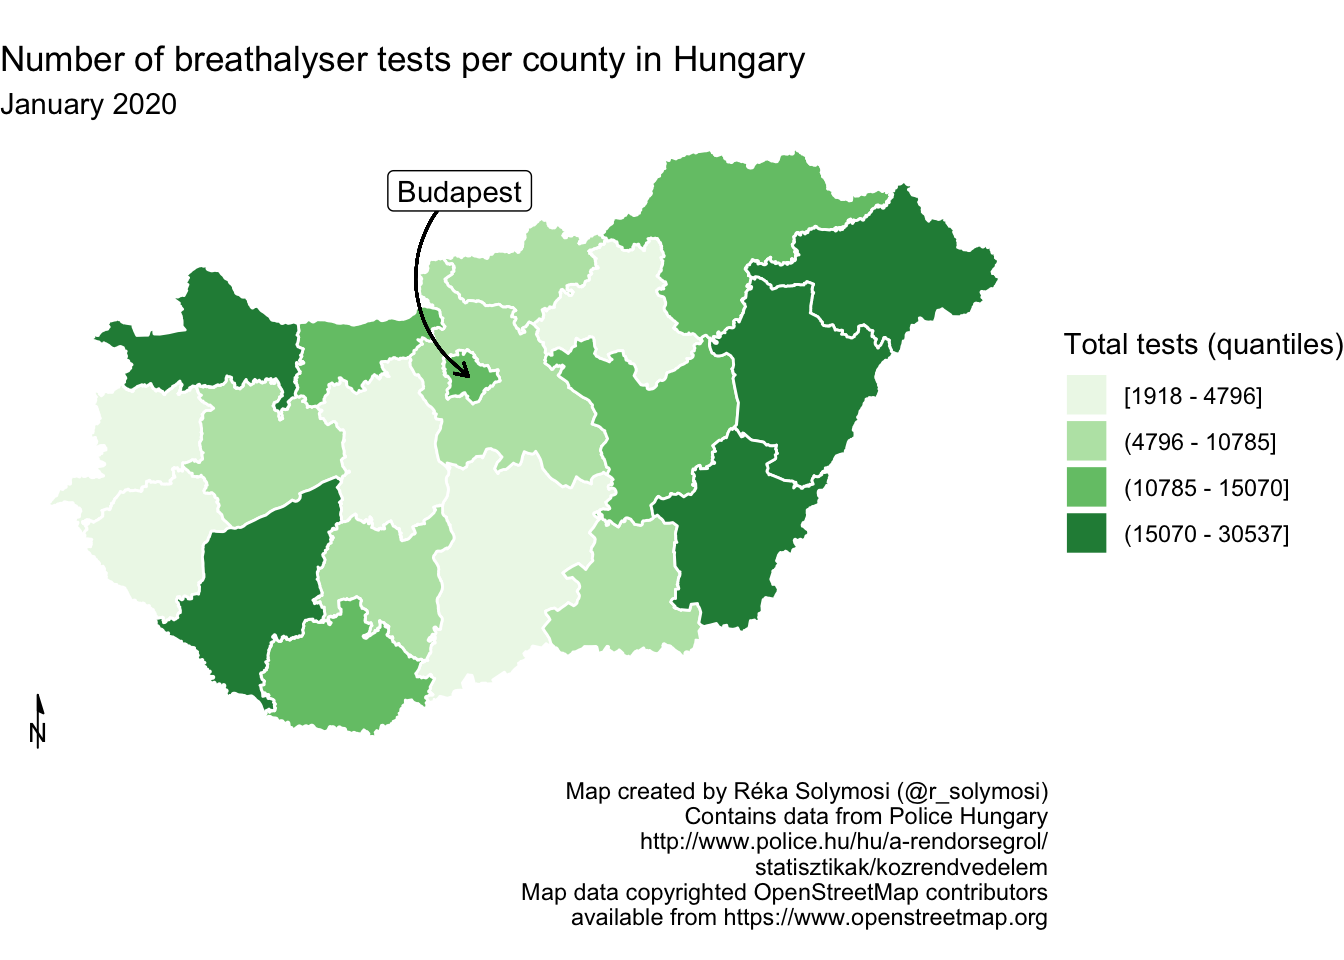 Number of breathalyser tests per county in Hungary
January 2020
Budapest
Total tests (quantiles)
[1918 - 4796]
(4796 - 10785]
(10785 - 15070]
(15070 - 30537]
N
Map created by Réka Solymosi (@r_solymosi)
Contains data from Police Hungary
http://www.police.hu/hu/a-rendorsegrol/
statisztikak/kozrendvedelem
Map data copyrighted OpenStreetMap contributors
available from https://www.openstreetmap.org